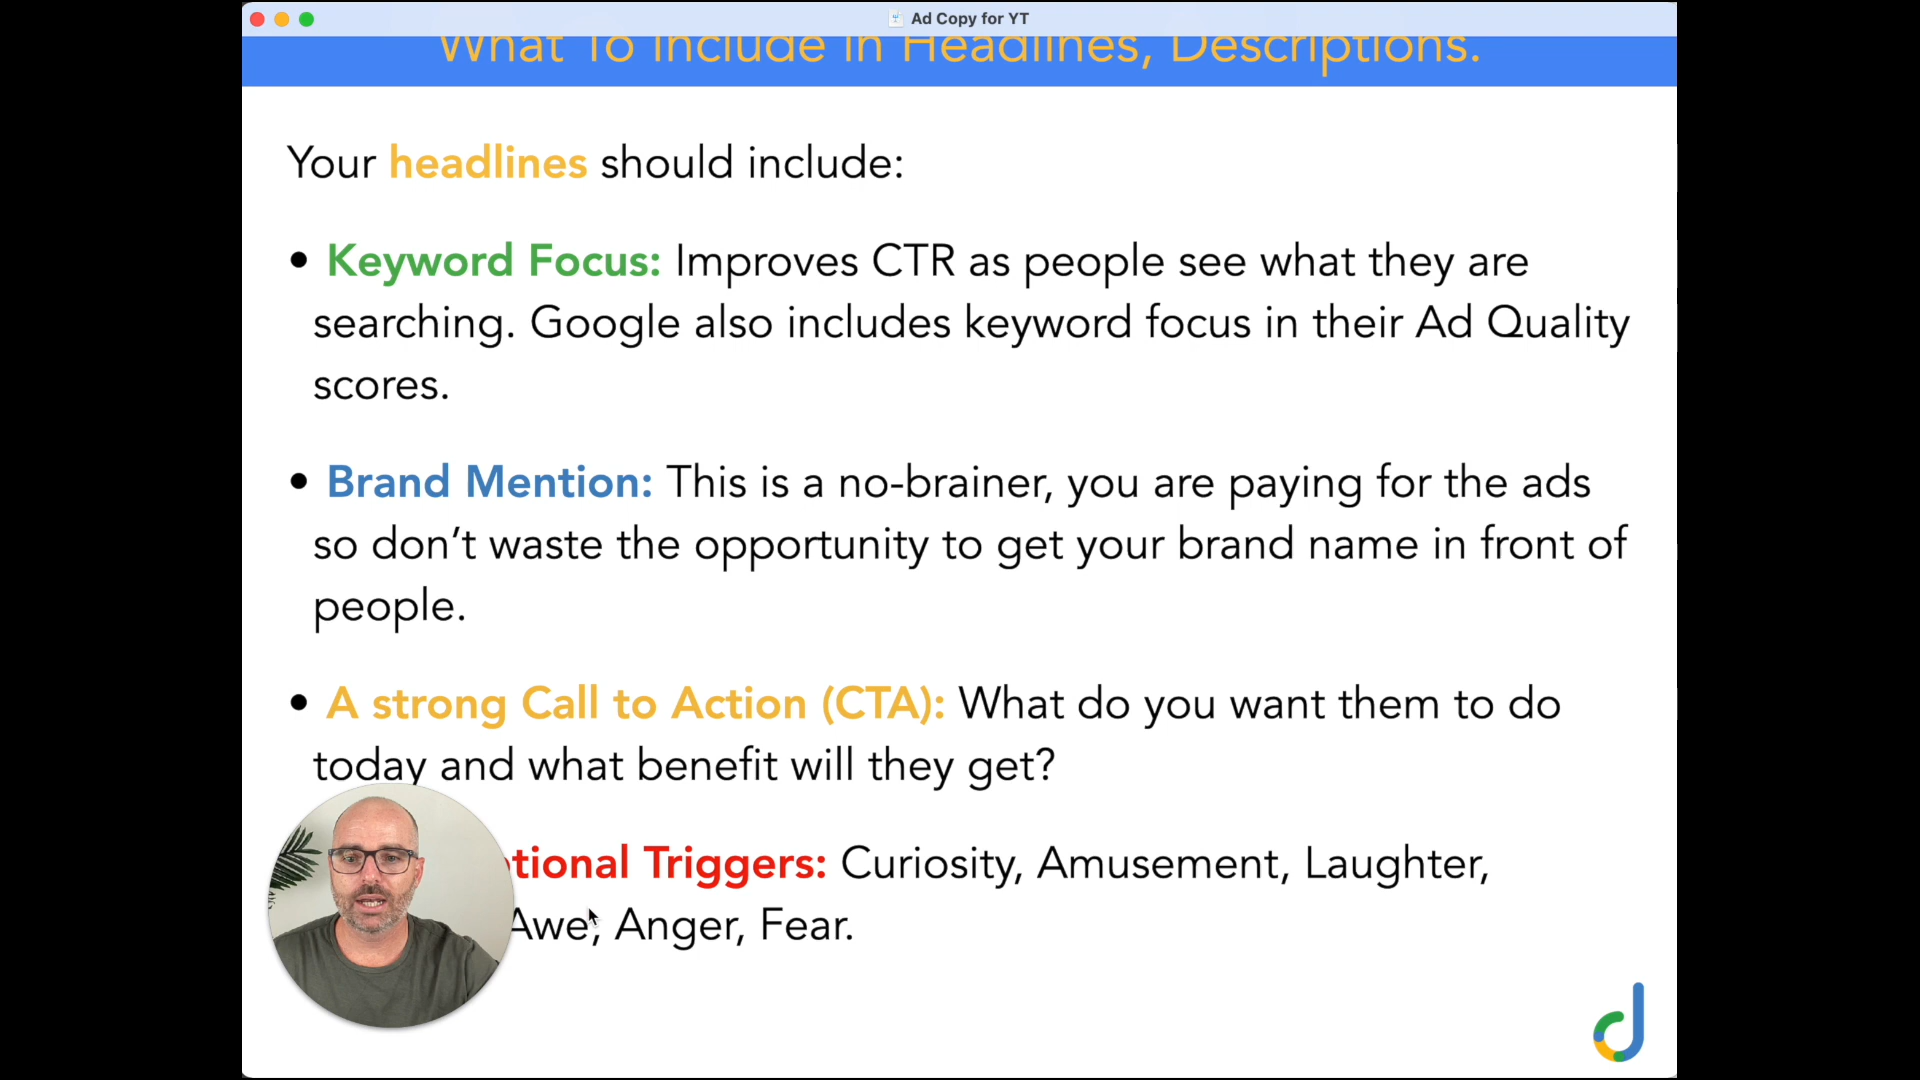 Ad Copy for YT
What To Include in Headlines, Descriptions.
Your headlines should include:
• Keyword Focus: Improves CTR as people see what they are
searching. Google also includes keyword focus in their Ad Quality
scores.
• Brand Mention: This is a no-brainer, you are paying for the ads
so don’t waste the opportunity to get your brand name in front of
people.
• A strong Call to Action (CTA): What do you want them to do
today and what benefit will they get?
Triggers: Curiosity, Amusement, Laughter,
Awe, Anger, Fear.